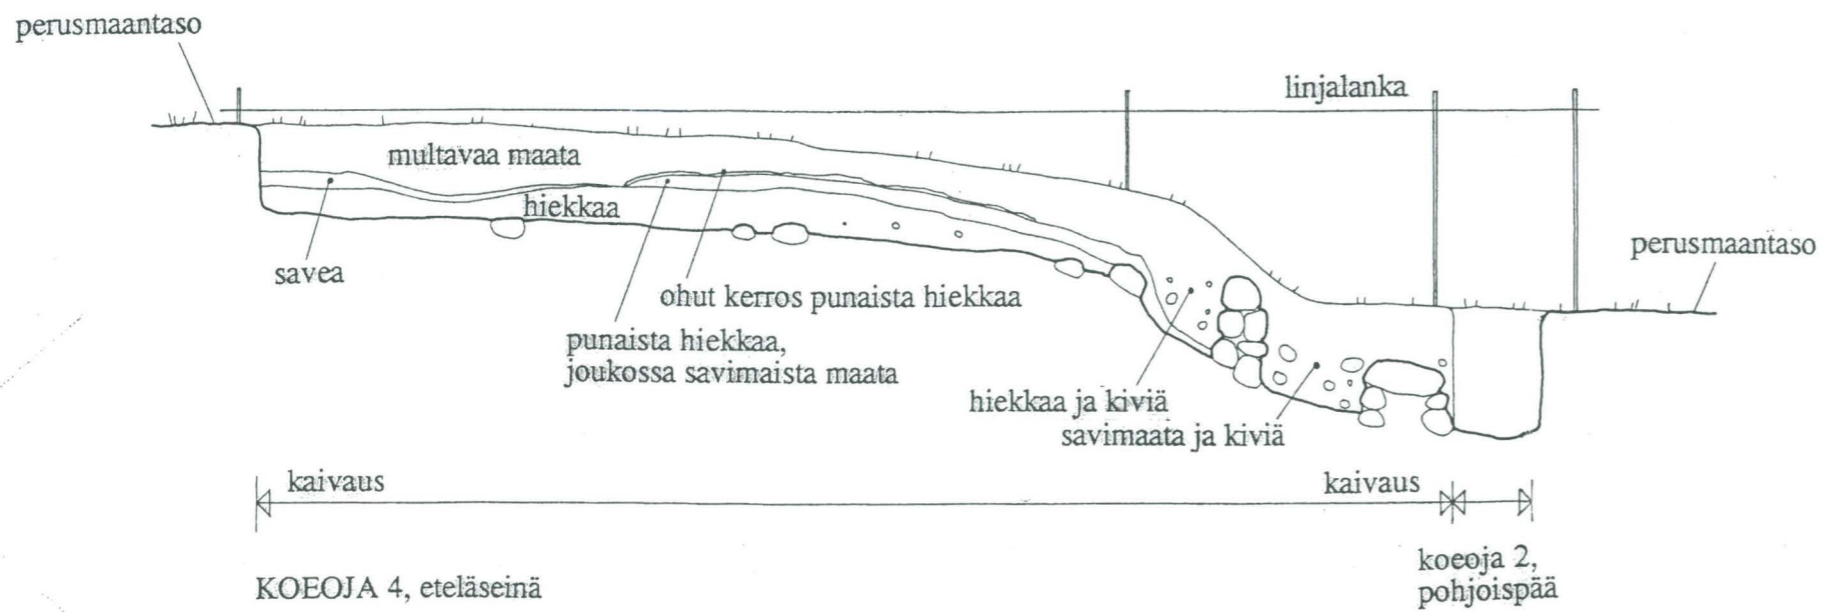 perusmaantaso
linjalanka
multavaa maata
hiekkaa
perusmaantaso
savea
ohut kerros punaista hiekkaa
punaista hiekkaa,
joukossa savimaista maata
hiekkaa ja kiviä
savimaata ja kiviä
kaivaus
kaivaus
koeoja 2,
pohjoispää
KOEOJA 4, eteläseinä